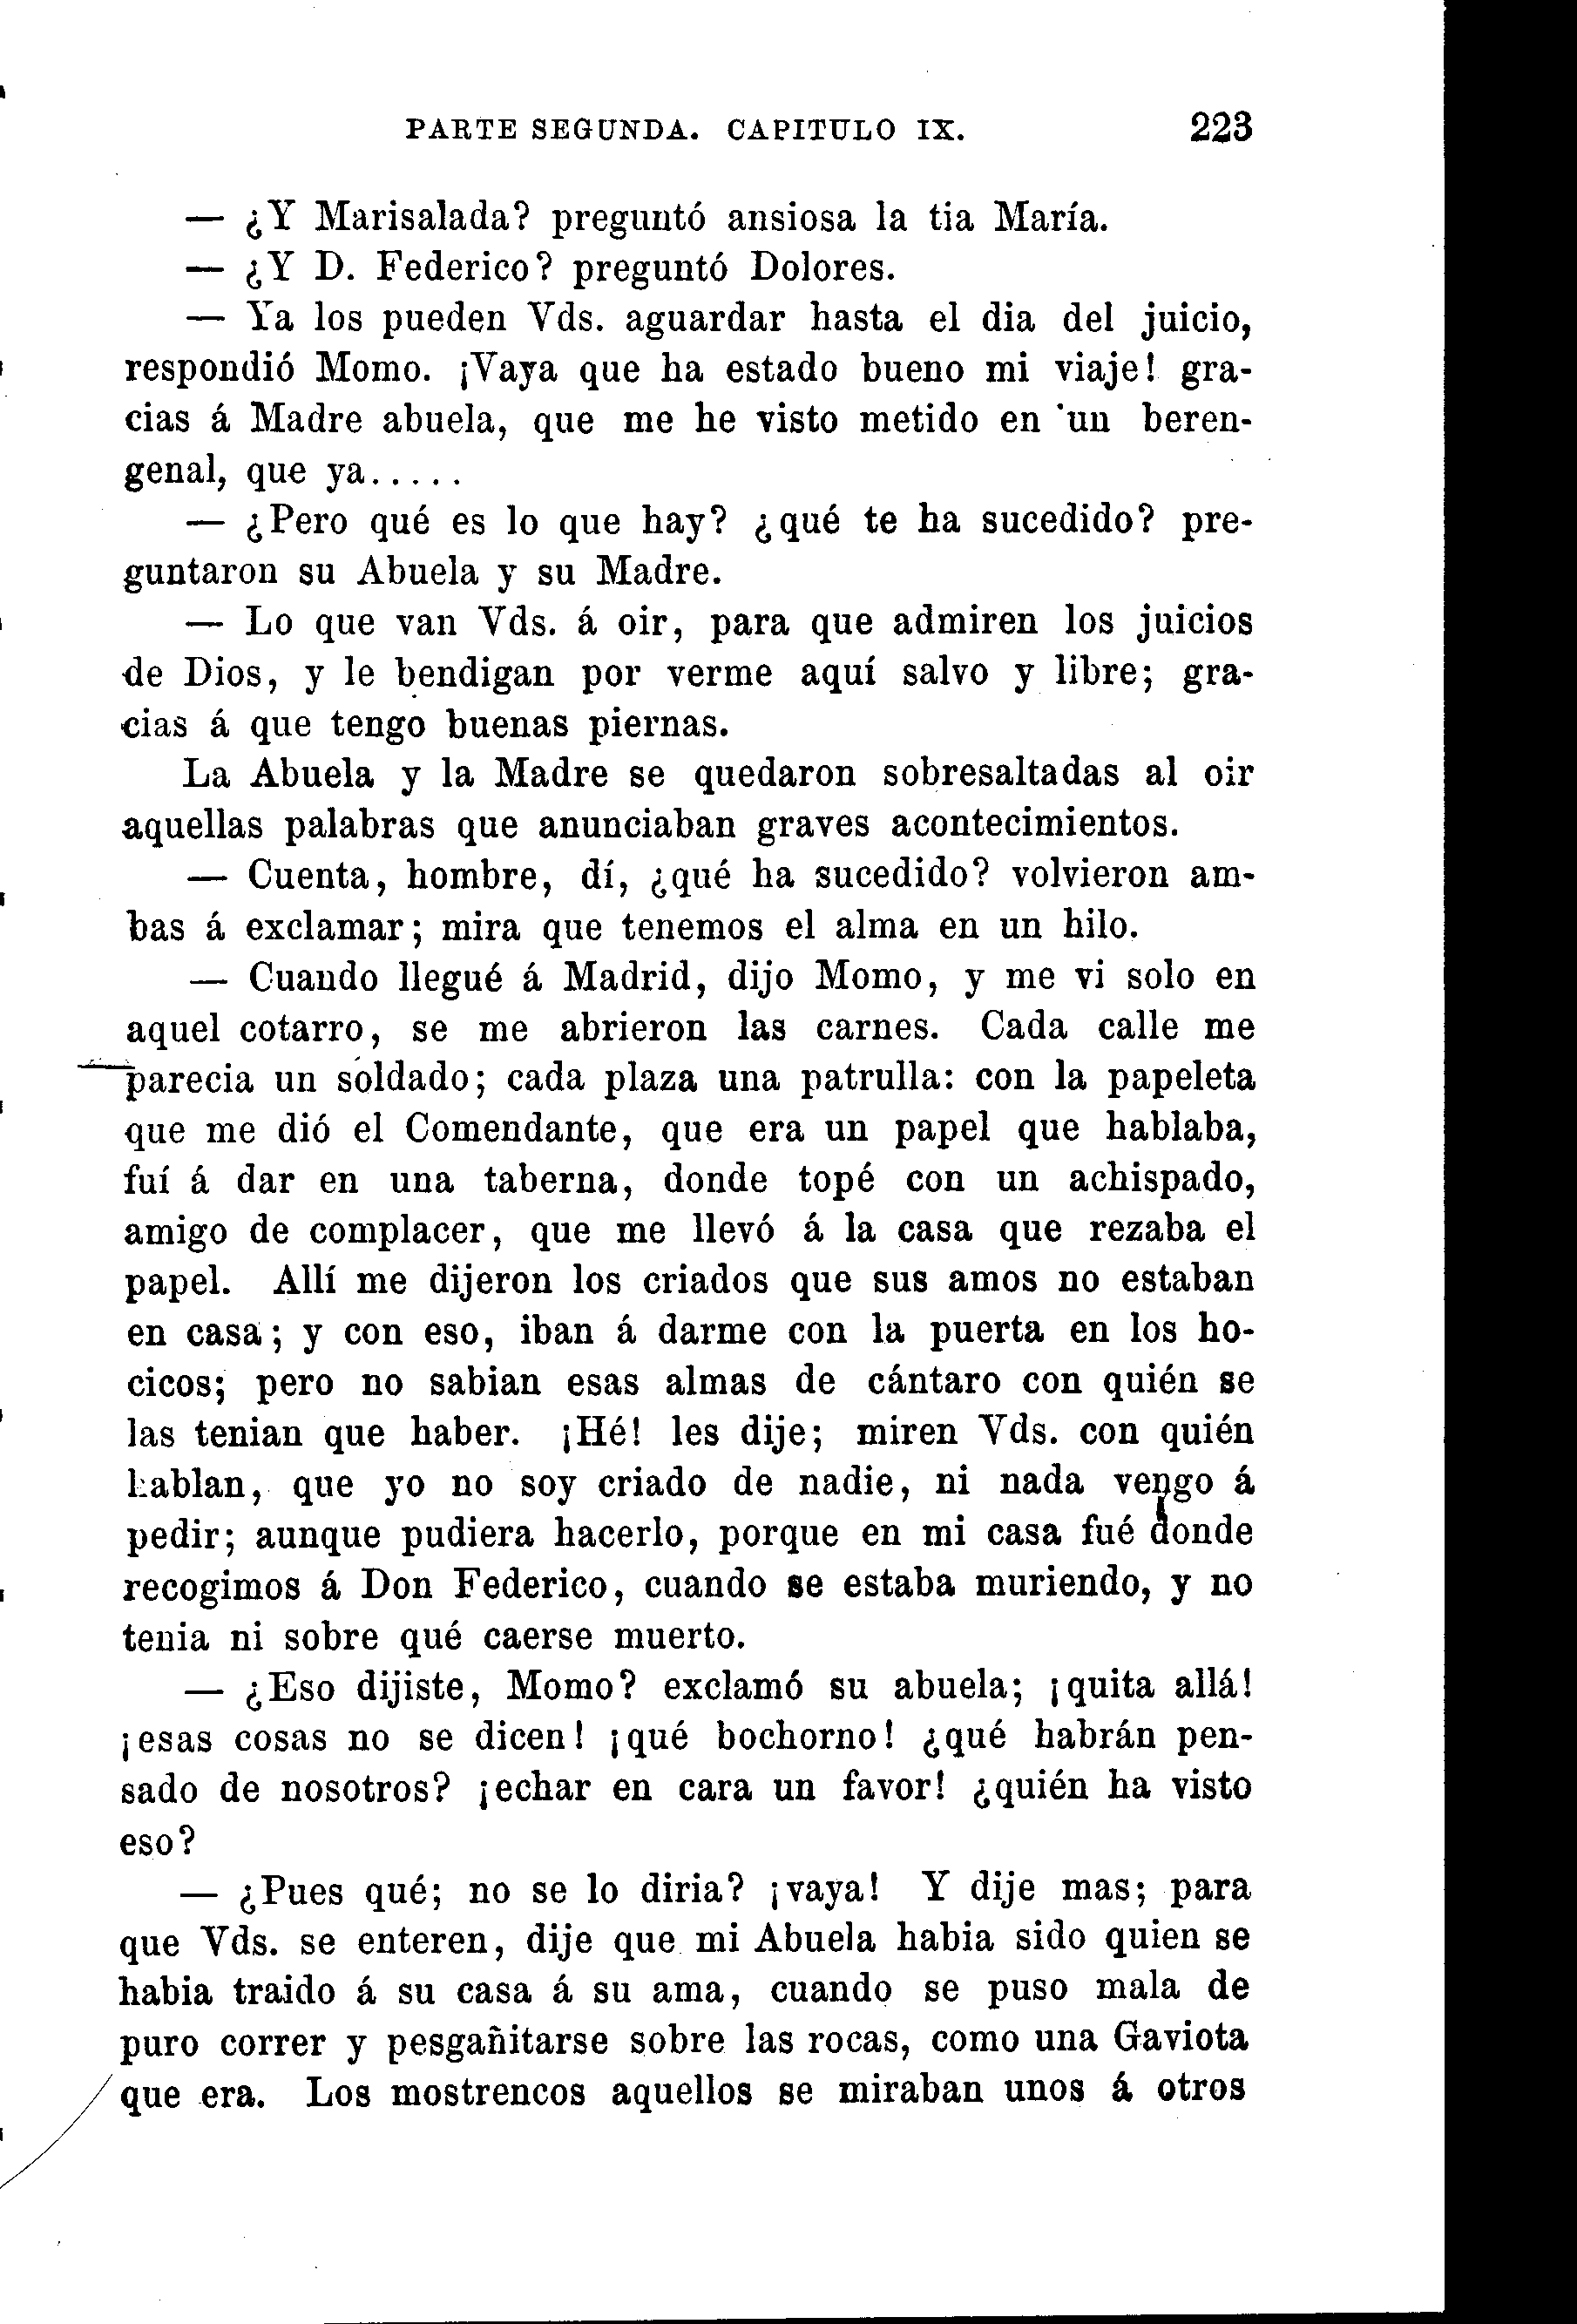 PARTE SEGUNDA. CAPITULO IX. 223
— ¿Y Marisalada? preguntó ansiosa la tia María.
— ¿Y D. Federico? preguntó Dolores.
— Ya los pueden Vds. aguardar hasta el dia del juicio,
respondió Momo. ¡Vaya que ha estado bueno mi viaje! gra-
cias á Madre abuela, que me he visto metido en un beren-
genal, que ya.....
— ¿Pero qué es lo que hay? ¿qué te ha sucedido? pre-
guntaron su Abuela y su Madre.
— Lo que van Vds. á oir, para que admiren los juicios
de Dios, y le bendigan por verme aquí salvo y libre; gra-
cias á que tengo buenas piernas.
La Abuela y la Madre se quedaron sobresaltadas al oir
aquellas palabras que anunciaban graves acontecimientos.
— Cuenta, hombre, dí, ¿qué ha sucedido? volvieron am-
bas á exclamar; mira que tenemos el alma en un hilo.
— Cuando llegué á Madrid, dijo Momo, y me vi solo en
aquel cotarro, se me abrieron las carnes. Cada calle me
parecia un soldado; cada plaza una patrulla: con la papeleta
que me dió el Comendante, que era un papel que hablaba,
fuí á dar en una taberna, donde topé con un achispado,
amigo de complacer, que me llevó á la casa que rezaba el
papel. Allí me dijeron los criados que sus amos no estaban
en casa; y con eso, iban á darme con la puerta en los ho-
cicos; pero no sabian esas almas de cántaro con quién se
las tenian que haber. ¡Hé! les dije; miren Vds. con quién
hablan, que yo no soy criado de nadie, ni nada vengo á
pedir; aunque pudiera hacerlo, porque en mi casa fué donde
recogimos á Don Federico, cuando se estaba muriendo, y no
tenia ni sobre qué caerse muerto.
— ¿Eso dijiste, Momo? exclamó su abuela; ¡quita allá!
¡esas cosas no se dicen! ¡qué bochorno! ¿qué habrán pen-
sado de nosotros? ¡echar en cara un favor! ¿quién ha visto
eso?
— ¿Pues qué; no se lo diria? ¡vaya! Y dije mas; para
que Vds. se enteren, dije que mi Abuela habia sido quien se
habia traido á su casa á su ama, cuando se puso mala de
puro correr y pesgañitarse sobre las rocas, como una Gaviota
que era. Los mostrencos aquellos se miraban unos á otros